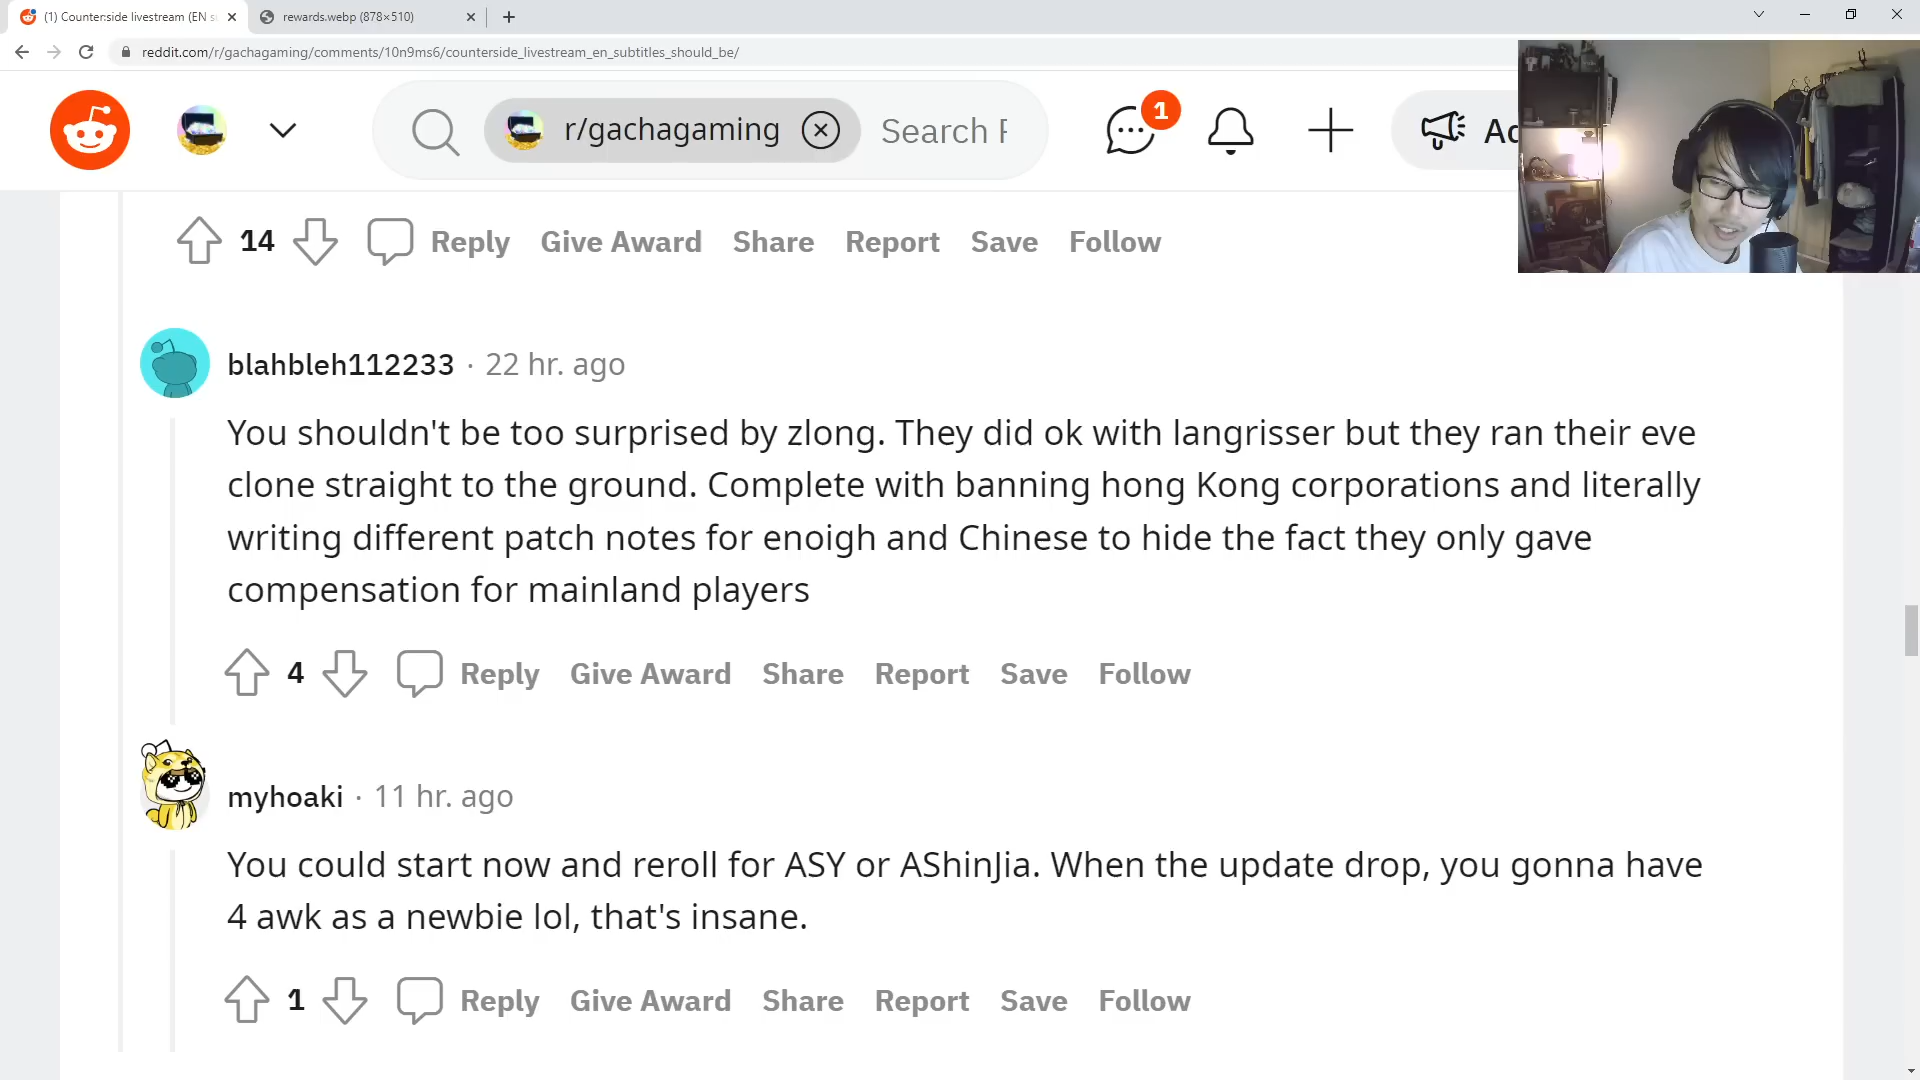 (1) Counterside livestream (EN s
rewards.webp (878×510)
reddit.com/r/gachagaming/comments/10n9ms6/counterside_livestream_en_subtitles_should_be/
r/gachagaming
Search R
1
Ad
14
Reply
Give Award
Share
Report
Save
Follow
blahbleh112233 · 22 hr. ago
You shouldn't be too surprised by zlong. They did ok with langrisser but they ran their eve
clone straight to the ground. Complete with banning hong Kong corporations and literally
writing different patch notes for enoigh and Chinese to hide the fact they only gave
compensation for mainland players
4
Reply
Give Award
Share
Report
Save
Follow
myhoaki · 11 hr. ago
You could start now and reroll for ASY or AShinJia. When the update drop, you gonna have
4 awk as a newbie lol, that's insane.
1
Reply
Give Award
Share
Report
Save
Follow